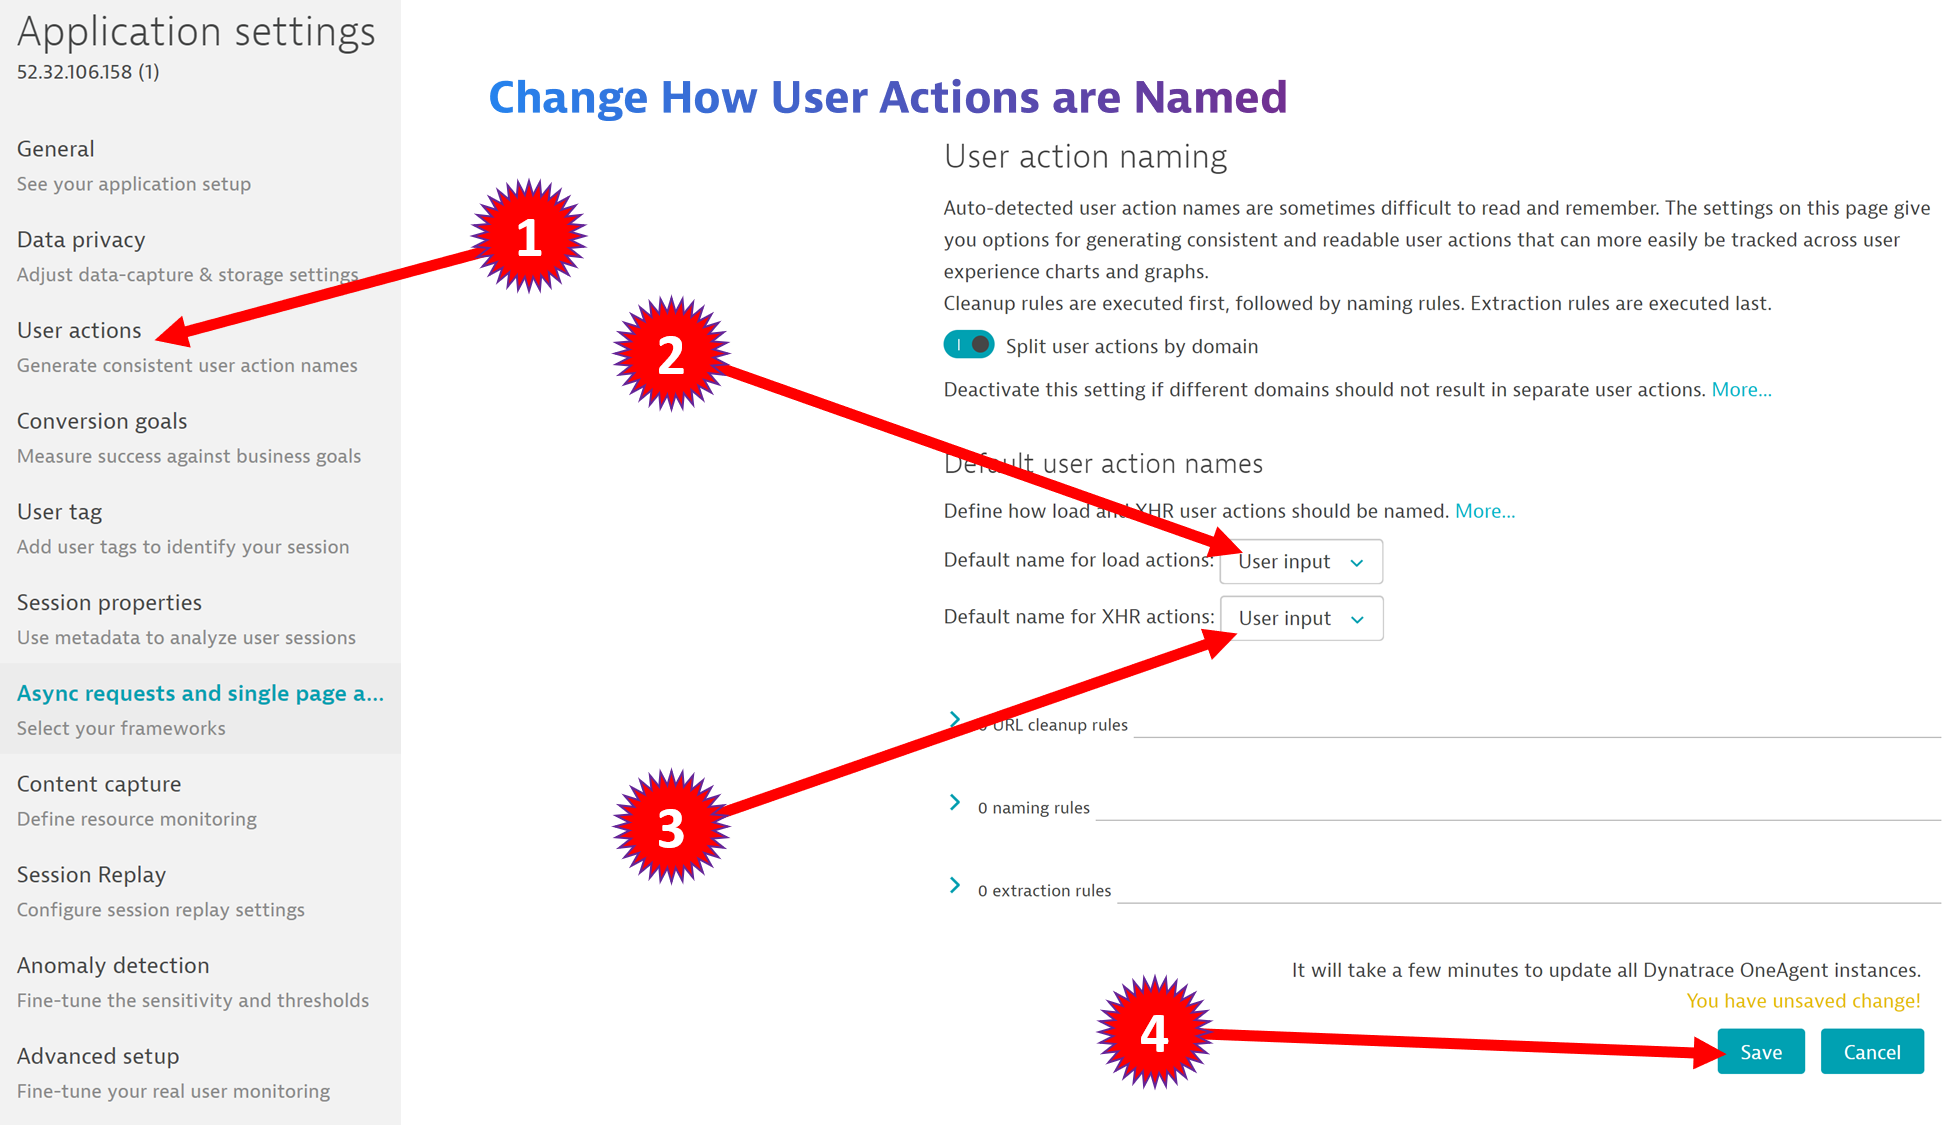 Application settings
52.32.106.158 (1)
General
See your application setup
Data privacy
Adjust data-capture & storage settings
User actions
Generate consistent user action names
Conversion goals
Measure success against business goals
User tag
Add user tags to identify your session
Session properties
Use metadata to analyze user sessions
Async requests and single page a...
Select your frameworks
Content capture
Define resource monitoring
Session Replay
Configure session replay settings
Anomaly detection
Fine-tune the sensitivity and thresholds
Advanced setup
Fine-tune your real user monitoring
Change How User Actions are Named
User action naming
Auto-detected user action names are sometimes difficult to read and remember. The settings on this page give
you options for generating consistent and readable user actions that can more easily be tracked across user
experience charts and graphs.
Cleanup rules are executed first, followed by naming rules. Extraction rules are executed last.
Split user actions by domain
Deactivate this setting if different domains should not result in separate user actions. More...
Default user action names
Define how load and XHR user actions should be named. More...
Default name for load actions: User input
Default name for XHR actions: User input
0 URL cleanup rules
0 naming rules
0 extraction rules
It will take a few minutes to update all Dynatrace OneAgent instances.
You have unsaved change!
Save Cancel
1
2
3
4